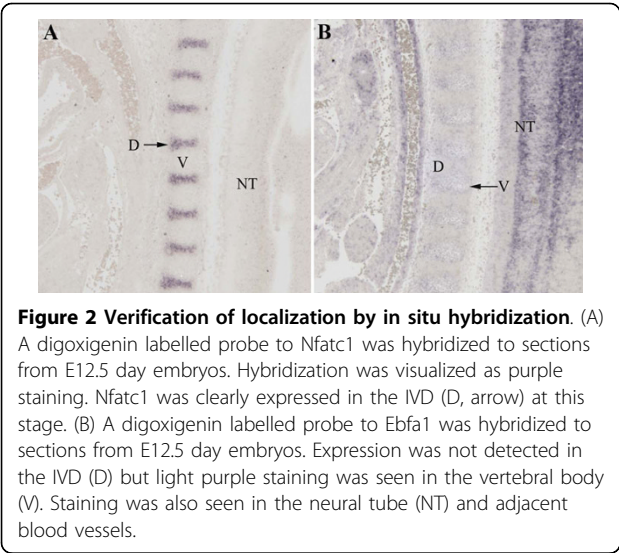 A
B
D
V
NT
D
V
NT
Figure 2 Verification of localization by in situ hybridization. (A)
A digoxigenin labelled probe to Nfatc1 was hybridized to sections
from E12.5 day embryos. Hybridization was visualized as purple
staining. Nfatc1 was clearly expressed in the IVD (D, arrow) at this
stage. (B) A digoxigenin labelled probe to Ebfa1 was hybridized to
sections from E12.5 day embryos. Expression was not detected in
the IVD (D) but light purple staining was seen in the vertebral body
(V). Staining was also seen in the neural tube (NT) and adjacent
blood vessels.